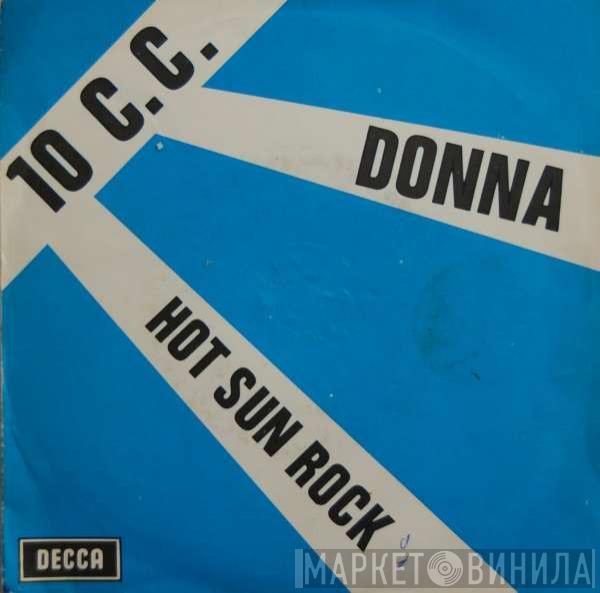 10 C.C.
DONNA
HOT SUN ROCK
DECCA
МАРКЕТ ВИНИЛА